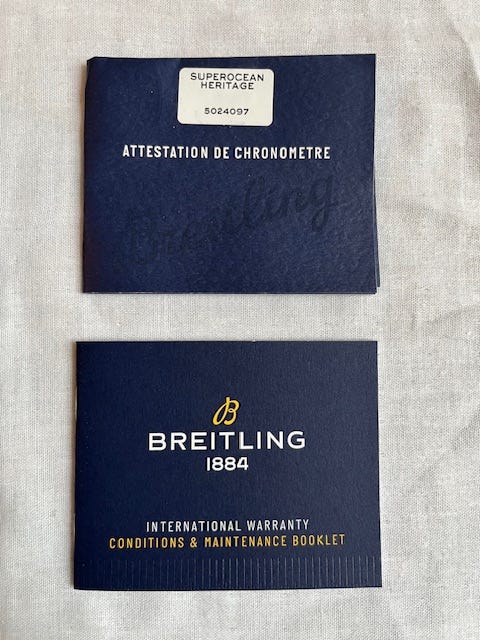 SUPEROCEAN
HERITAGE
5024097
ATTESTATION DE CHRONOMETRE
Breitling
B
BREITLING
1884
INTERNATIONAL WARRANTY
CONDITIONS & MAINTENANCE BOOKLET